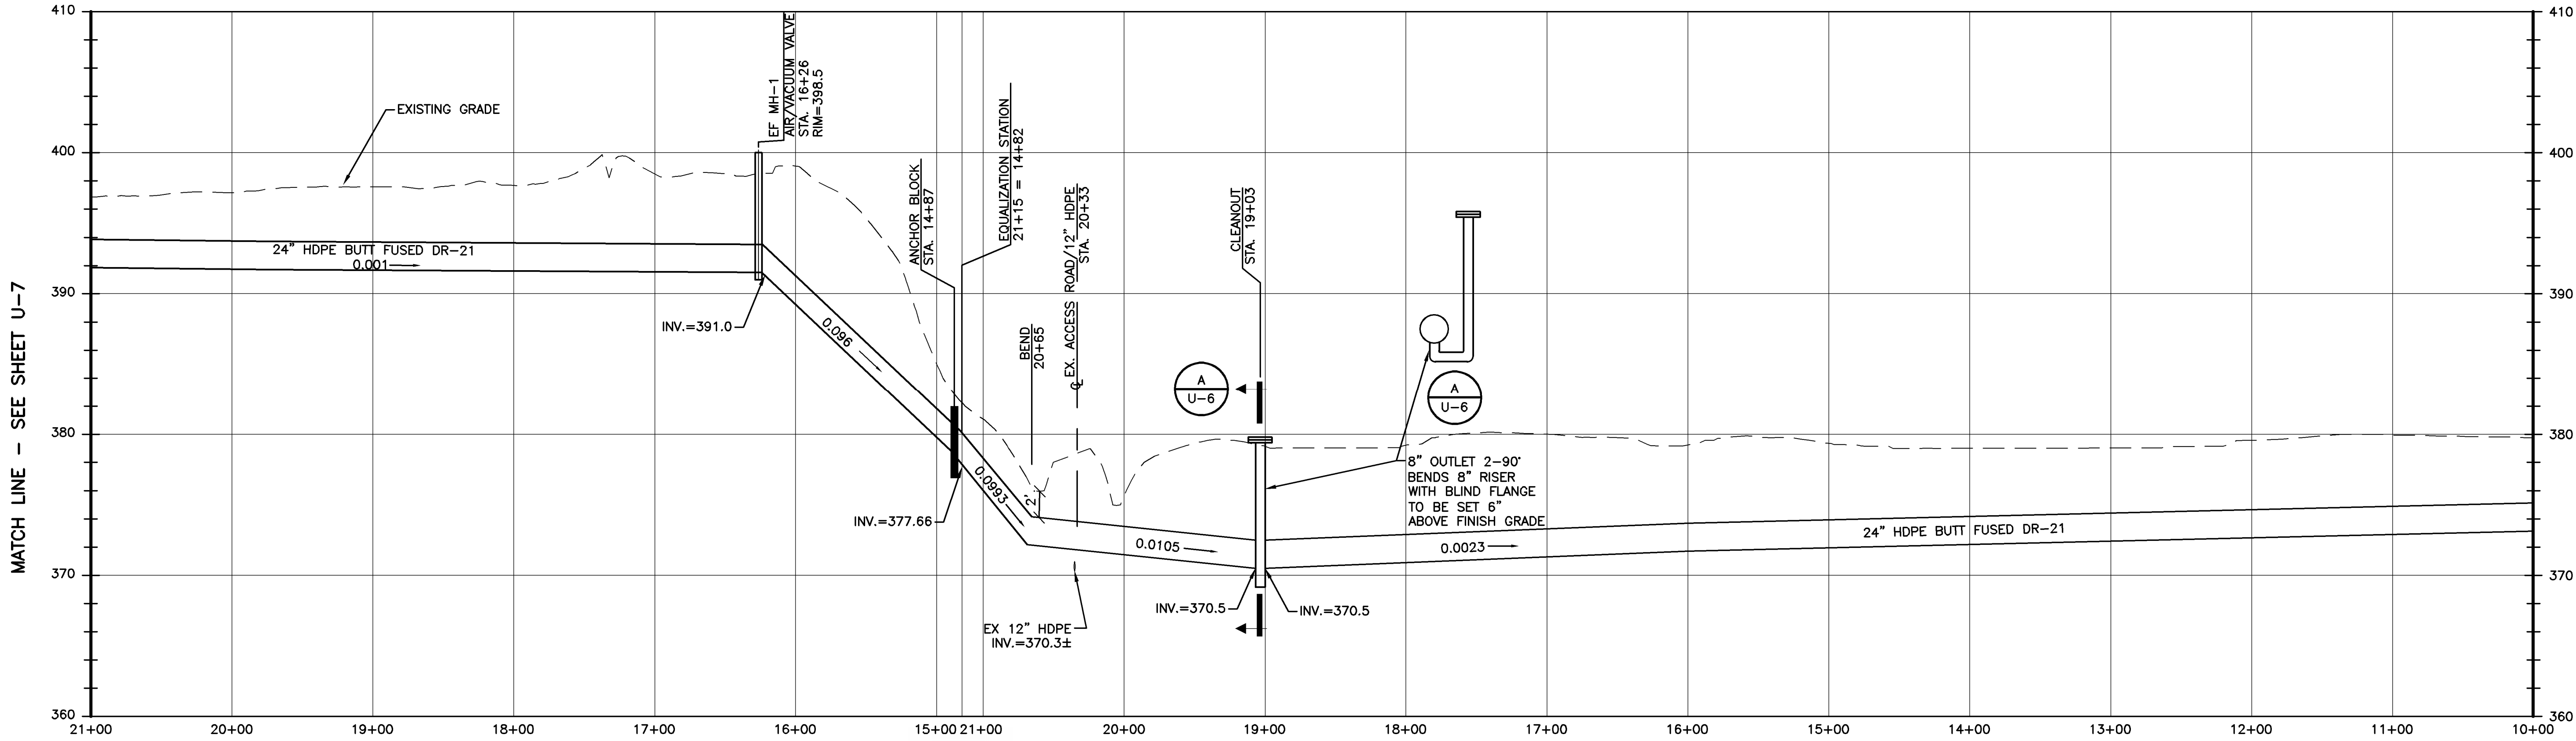 410
400
390
380
370
360
410
400
390
380
370
360
MATCH LINE – SEE SHEET U–7
EXISTING GRADE
24" HDPE BUTT FUSED DR–21
0.001
EF MH–1
AIR/VACUUM VALVE
STA. 16+26
RIM=398.5
INV.=391.0
0.096
ANCHOR BLOCK
STA. 14+87
EQUALIZATION STATION
21+15 = 14+82
INV.=377.66
0.0993
BEND
20+65
2'
℄ EX. ACCESS ROAD/12" HDPE
STA. 20+33
EX 12" HDPE
INV.=370.3±
0.0105
CLEANOUT
STA. 19+03
A
U–6
INV.=370.5
INV.=370.5
A
U–6
8" OUTLET 2–90°
BENDS 8" RISER
WITH BLIND FLANGE
TO BE SET 6"
ABOVE FINISH GRADE
0.0023
24" HDPE BUTT FUSED DR–21
21+00 20+00 19+00 18+00 17+00 16+00 15+00 21+00 20+00 19+00 18+00 17+00 16+00 15+00 14+00 13+00 12+00 11+00 10+00